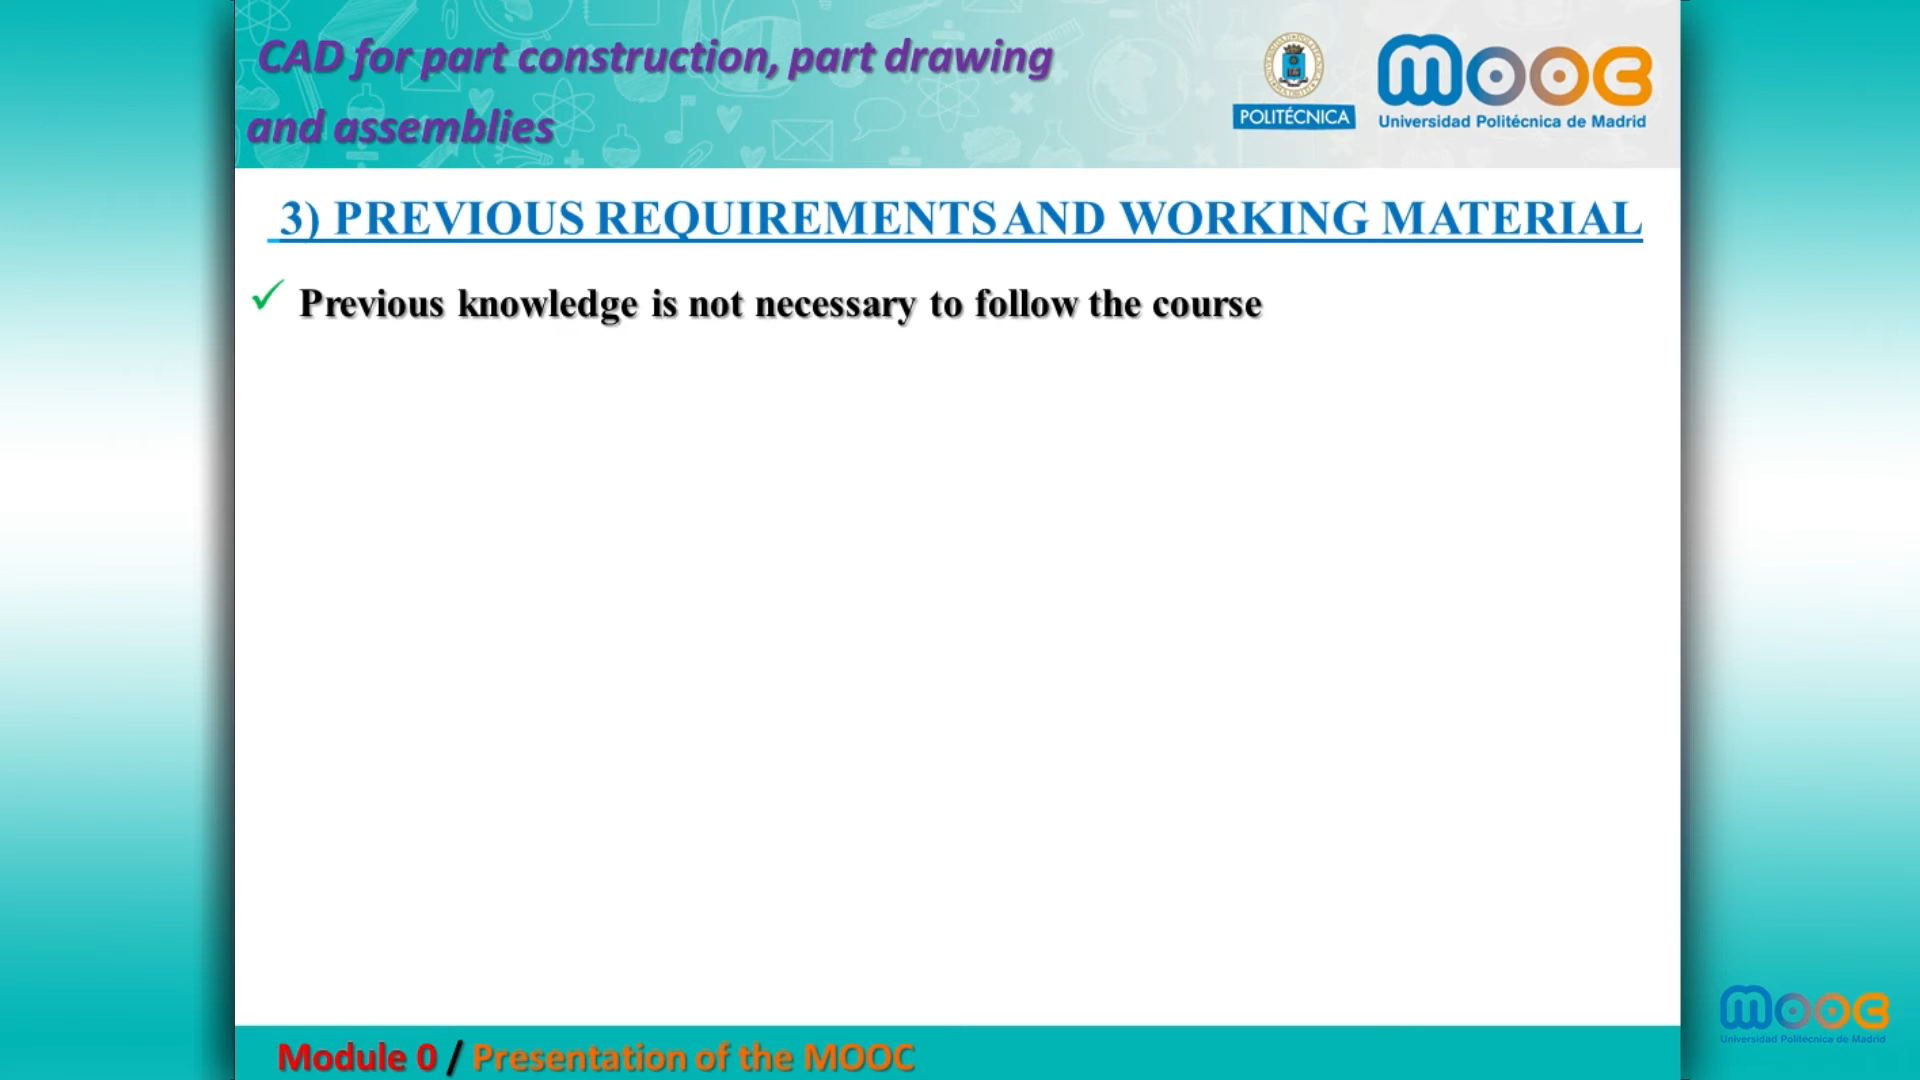 CAD for part construction, part drawing
and assemblies
POLITÉCNICA
mooc
Universidad Politécnica de Madrid
3) PREVIOUS REQUIREMENTS AND WORKING MATERIAL
✓ Previous knowledge is not necessary to follow the course
mooc
Universidad Politécnica de Madrid
Module 0 / Presentation of the MOOC